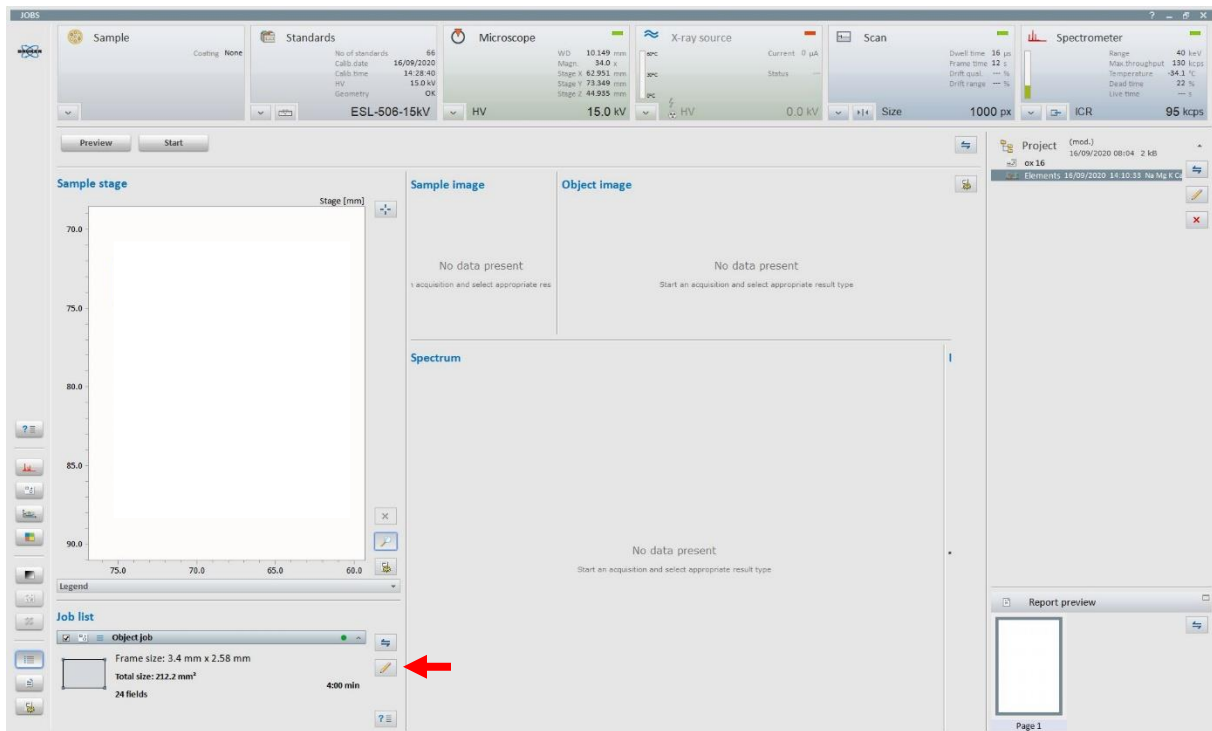 JOBS
? – X
BRUKER
Sample
Coating None
Standards
No of standards 66
Calib.date 16/09/2020
Calib.time 14:28:40
HV 15.0 kV
Geometry OK
ESL-506-15kV
Microscope
WD 10.149 mm
Magn. 34.0 x
Stage X 62.951 mm
Stage Y 73.349 mm
Stage Z 44.935 mm
HV 15.0 kV
X-ray source
Current 0 µA
Status ---
HV 0.0 kV
Scan
Dwell time 16 µs
Frame time 12 s
Drift qual. --- %
Drift range --- %
Size 1000 px
Spectrometer
Range 40 keV
Max.throughput 130 kcps
Temperature -34.1 °C
Dead time 22 %
Live time --- s
ICR 95 kcps
Preview Start
Sample stage
Stage [mm]
70.0
75.0
80.0
85.0
90.0
75.0 70.0 65.0 60.0
Legend
Sample image
No data present
acquisition and select appropriate res
Object image
No data present
Start an acquisition and select appropriate result type
Spectrum
No data present
Start an acquisition and select appropriate result type
Project (mod.)
16/09/2020 08:04 2 kB
ox 16
Elements 16/09/2020 14:10:33 Na Mg K Ca
Job list
Object job
Frame size: 3.4 mm x 2.58 mm
Total size: 212.2 mm²
24 fields
4:00 min
Report preview
Page 1